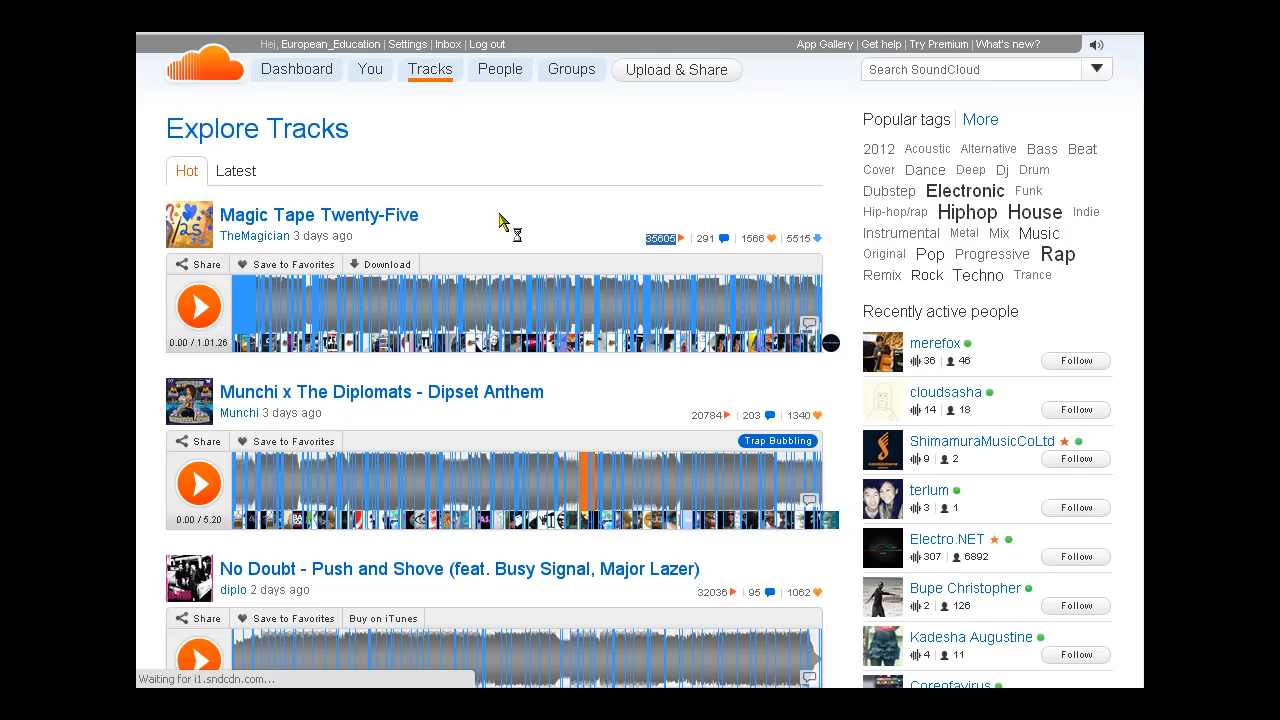 Hej, European_Education | Settings | Inbox | Log out
App Gallery | Get help | Try Premium | What's new?
Dashboard You Tracks People Groups Upload & Share
Search SoundCloud
Explore Tracks
Hot Latest
Magic Tape Twenty-Five
TheMagician 3 days ago
35605 291 1566 5515
Share Save to Favorites Download
0.00 / 1.01.26
Munchi x The Diplomats - Dipset Anthem
Munchi 3 days ago
20784 203 1340
Share Save to Favorites Trap Bubbling
0.00 / 5.20
No Doubt - Push and Shove (feat. Busy Signal, Major Lazer)
diplo 2 days ago
32036 95 1062
Share Save to Favorites Buy on iTunes
Waiting for i1.sndcdn.com...
Popular tags More
2012 Acoustic Alternative Bass Beat
Cover Dance Deep Dj Drum
Dubstep Electronic Funk
Hip-hop/rap Hiphop House Indie
Instrumental Metal Mix Music
Original Pop Progressive Rap
Remix Rock Techno Trance
Recently active people
merefox
36 46 Follow
cloudsasha
14 18 Follow
ShimamuraMusicCoLtd
9 2 Follow
terlum
3 1 Follow
Electro.NET
307 6892 Follow
Bupe Christopher
2 126 Follow
Kadesha Augustine
4 11 Follow
Coreofavirus